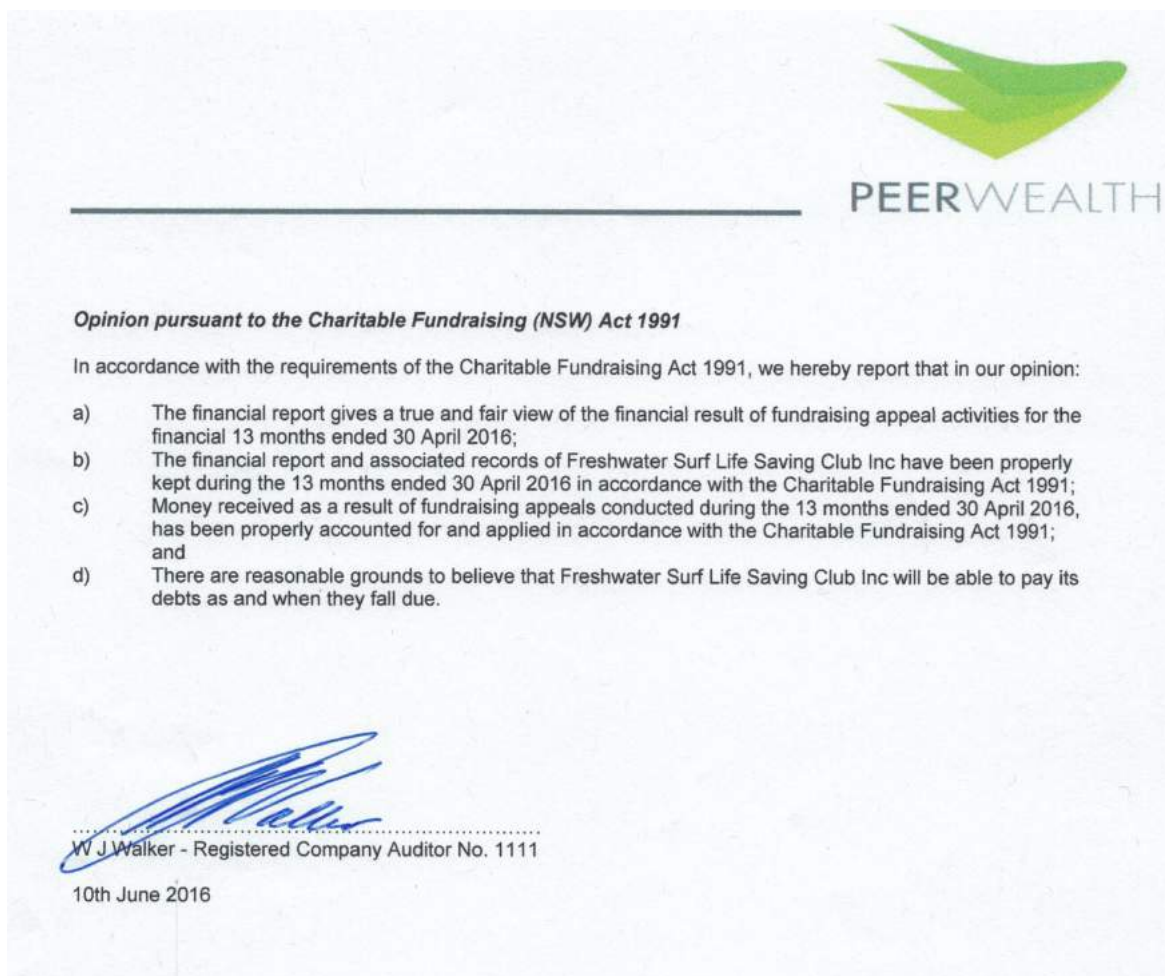 PEERWEALTH
Opinion pursuant to the Charitable Fundraising (NSW) Act 1991
In accordance with the requirements of the Charitable Fundraising Act 1991, we hereby report that in our opinion:
a) The financial report gives a true and fair view of the financial result of fundraising appeal activities for the
financial 13 months ended 30 April 2016;
b) The financial report and associated records of Freshwater Surf Life Saving Club Inc have been properly
kept during the 13 months ended 30 April 2016 in accordance with the Charitable Fundraising Act 1991;
c) Money received as a result of fundraising appeals conducted during the 13 months ended 30 April 2016,
has been properly accounted for and applied in accordance with the Charitable Fundraising Act 1991;
and
d) There are reasonable grounds to believe that Freshwater Surf Life Saving Club Inc will be able to pay its
debts as and when they fall due.
Walker
W J Walker - Registered Company Auditor No. 1111
10th June 2016